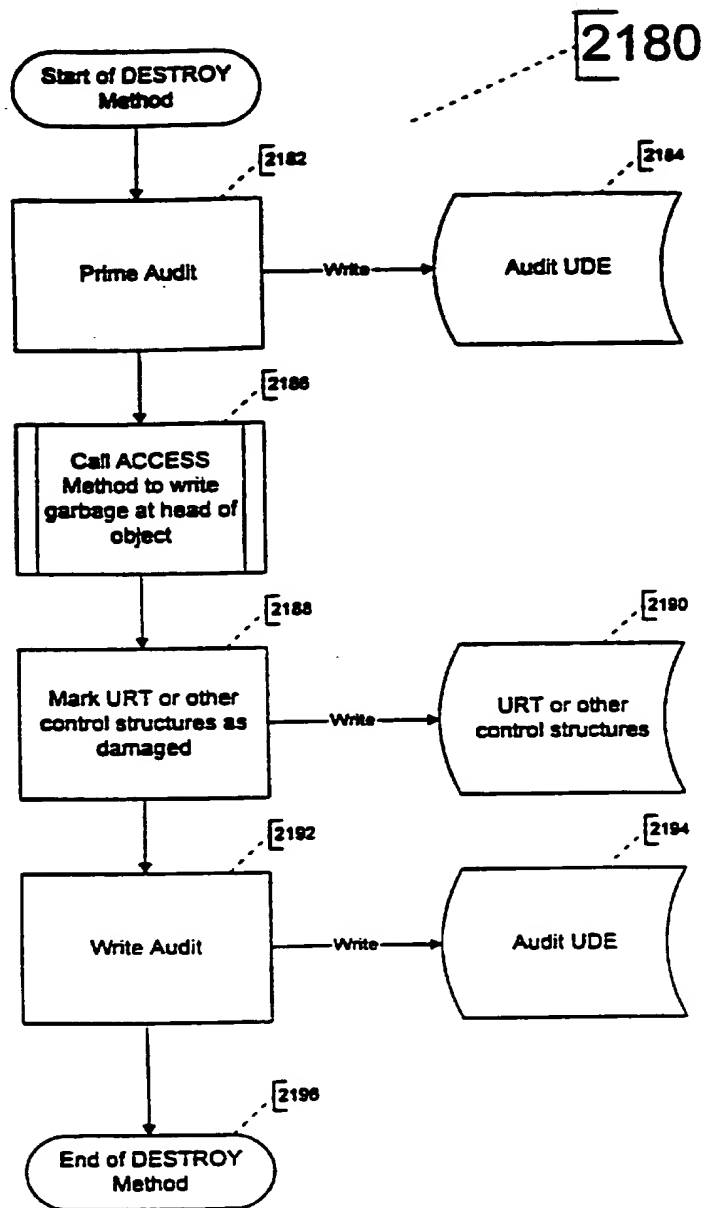 2180
Start of DESTROY
Method
2182
2184
Prime Audit
Write
Audit UDE
2186
Call ACCESS
Method to write
garbage at head of
object
2188
2190
Mark URT or other
control structures as
damaged
Write
URT or other
control structures
2192
2194
Write Audit
Write
Audit UDE
2196
End of DESTROY
Method